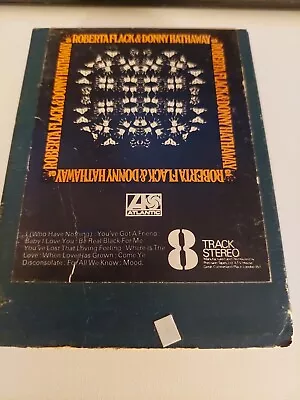 ROBERTA FLACK & DONNY HATHAWAY
ROBERTA FLACK & DONNY HATHAWAY
ROBERTA FLACK & DONNY HATHAWAY
ROBERTA FLACK & DONNY HATHAWAY
ATLANTIC
I (Who Have Nothing) : You've Got A Friend
Baby I Love You : Be Real Black For Me
You've Lost That Loving Feeling : Where Is The
Love : When Love Has Grown : Come Ye
Disconsolate : For All We Know : Mood.
8 TRACK
STEREO